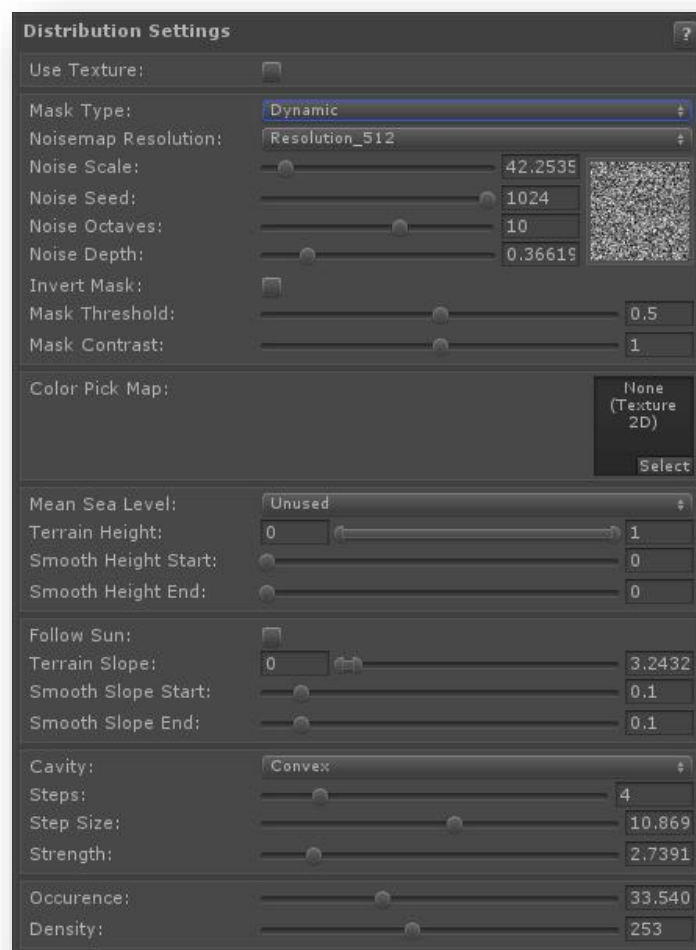 Distribution Settings ?
Use Texture:
Mask Type: Dynamic
Noisemap Resolution: Resolution_512
Noise Scale: 42.2535
Noise Seed: 1024
Noise Octaves: 10
Noise Depth: 0.36619
Invert Mask:
Mask Threshold: 0.5
Mask Contrast: 1
Color Pick Map: None
(Texture
2D)
Select
Mean Sea Level: Unused
Terrain Height: 0 1
Smooth Height Start: 0
Smooth Height End: 0
Follow Sun:
Terrain Slope: 0 3.2432
Smooth Slope Start: 0.1
Smooth Slope End: 0.1
Cavity: Convex
Steps: 4
Step Size: 10.869
Strength: 2.7391
Occurence: 33.540
Density: 253